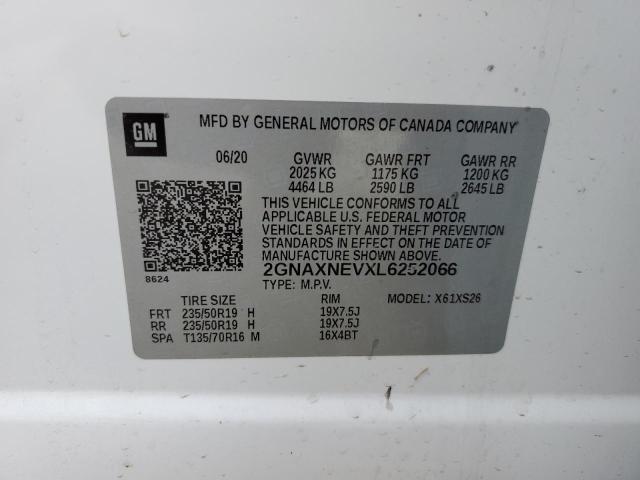 GM
MFD BY GENERAL MOTORS OF CANADA COMPANY
06/20 GVWR GAWR FRT GAWR RR
2025 KG 1175 KG 1200 KG
4464 LB 2590 LB 2645 LB
THIS VEHICLE CONFORMS TO ALL
APPLICABLE U.S. FEDERAL MOTOR
VEHICLE SAFETY AND THEFT
PREVENTION STANDARDS IN EFFECT
ON THE DATE OF MANUFACTURE
SHOWN ABOVE.
2GNAXNEVXL6252066
8624
TYPE: M.P.V.
TIRE SIZE RIM MODEL: X61XS26
FRT 235/50R19 H 19X7.5J
RR 235/50R19 H 19X7.5J
SPA T135/70R16 M 16X4BT